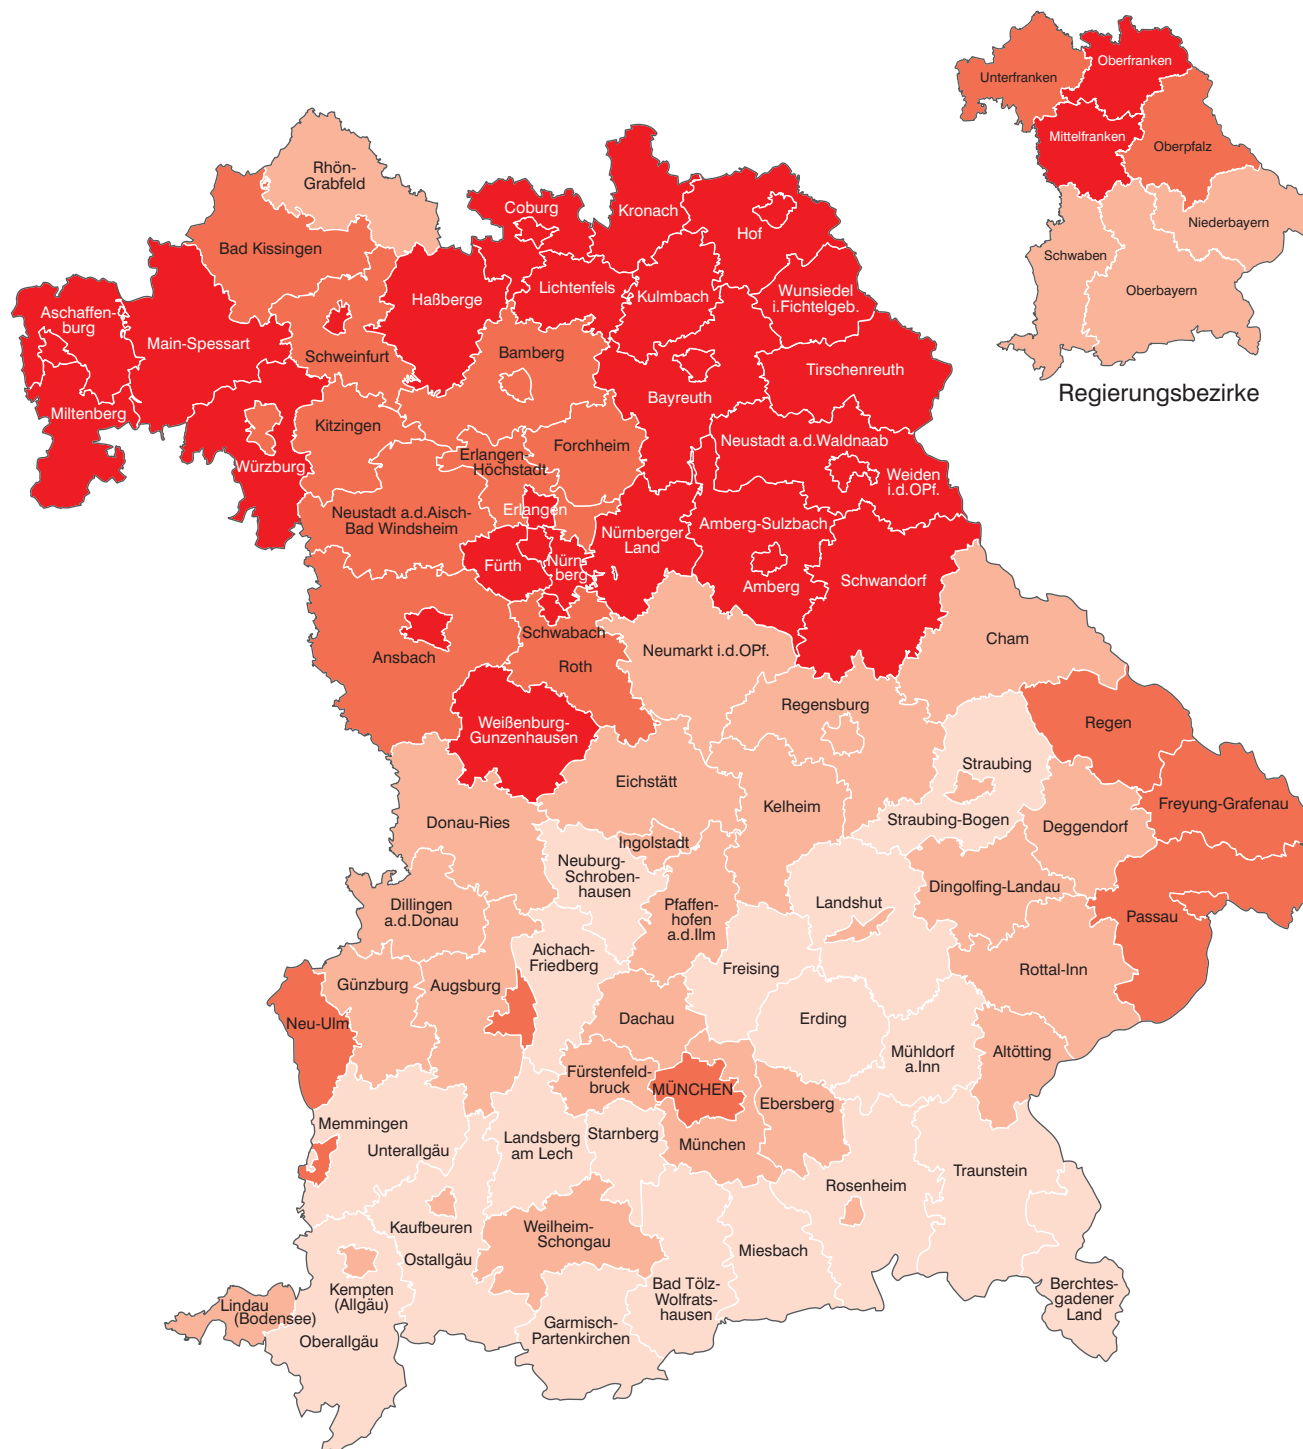 Oberfranken
Unterfranken
Mittelfranken
Oberpfalz
Niederbayern
Schwaben
Oberbayern
Regierungsbezirke
Rhön-
Grabfeld
Coburg
Kronach
Hof
Bad Kissingen
Haßberge
Lichtenfels
Kulmbach
Wunsiedel
i.Fichtelgeb.
Aschaffen-
burg
Main-Spessart
Schweinfurt
Bamberg
Tirschenreuth
Bayreuth
Miltenberg
Kitzingen
Forchheim
Neustadt a.d.Waldnaab
Erlangen-
Höchstadt
Würzburg
Weiden
i.d.OPf.
Neustadt a.d.Aisch-
Bad Windsheim
Erlangen
Nürnberger
Land
Amberg-Sulzbach
Fürth
Nürn-
berg
Amberg
Schwandorf
Schwabach
Ansbach
Roth
Neumarkt i.d.OPf.
Cham
Weißenburg-
Gunzenhausen
Regensburg
Regen
Straubing
Eichstätt
Kelheim
Freyung-Grafenau
Donau-Ries
Straubing-Bogen
Deggendorf
Ingolstadt
Neuburg-
Schroben-
hausen
Dillingen
a.d.Donau
Pfaffen-
hofen
a.d.Ilm
Landshut
Dingolfing-Landau
Passau
Aichach-
Friedberg
Freising
Rottal-Inn
Günzburg
Augsburg
Neu-Ulm
Dachau
Erding
Mühldorf
a.Inn
Altötting
Fürstenfeld-
bruck
MÜNCHEN
Ebersberg
Memmingen
Unterallgäu
Landsberg
am Lech
Starnberg
München
Traunstein
Rosenheim
Kaufbeuren
Weilheim-
Schongau
Ostallgäu
Miesbach
Kempten
(Allgäu)
Bad Tölz-
Wolfrats-
hausen
Berchtes-
gadener
Land
Lindau
(Bodensee)
Oberallgäu
Garmisch-
Partenkirchen